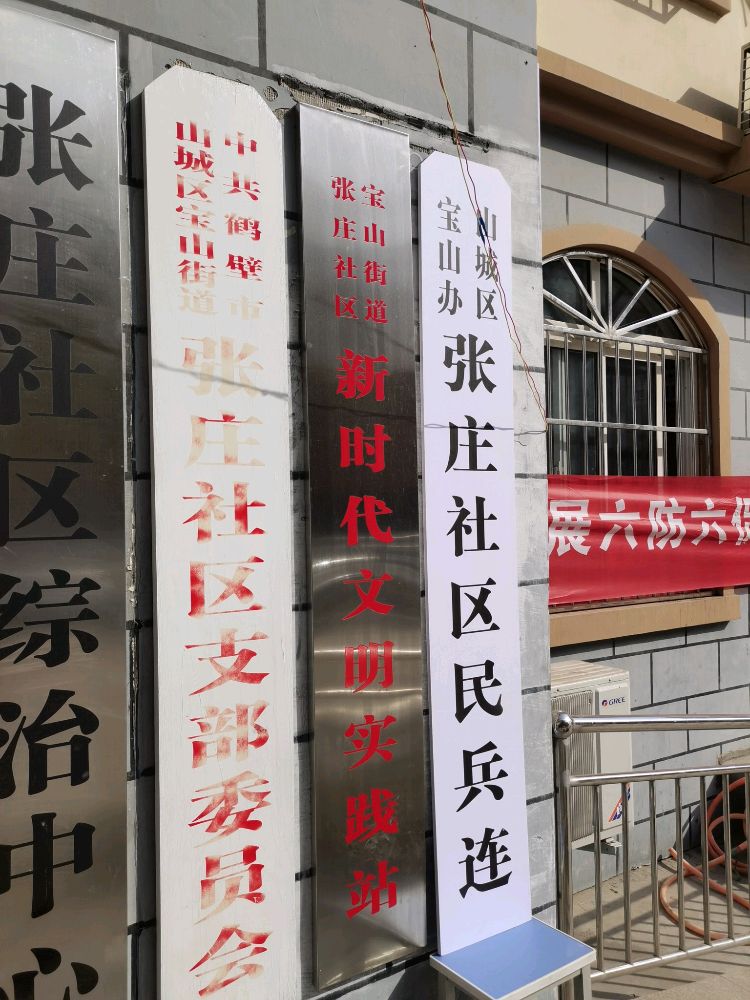 张庄社区综治中心
中共鹤壁市
山城区宝山街道
张庄社区支部委员会
宝山街道
张庄社区
新时代文明实践站
山城区
宝山办
张庄社区民兵连
展六防六
GREE